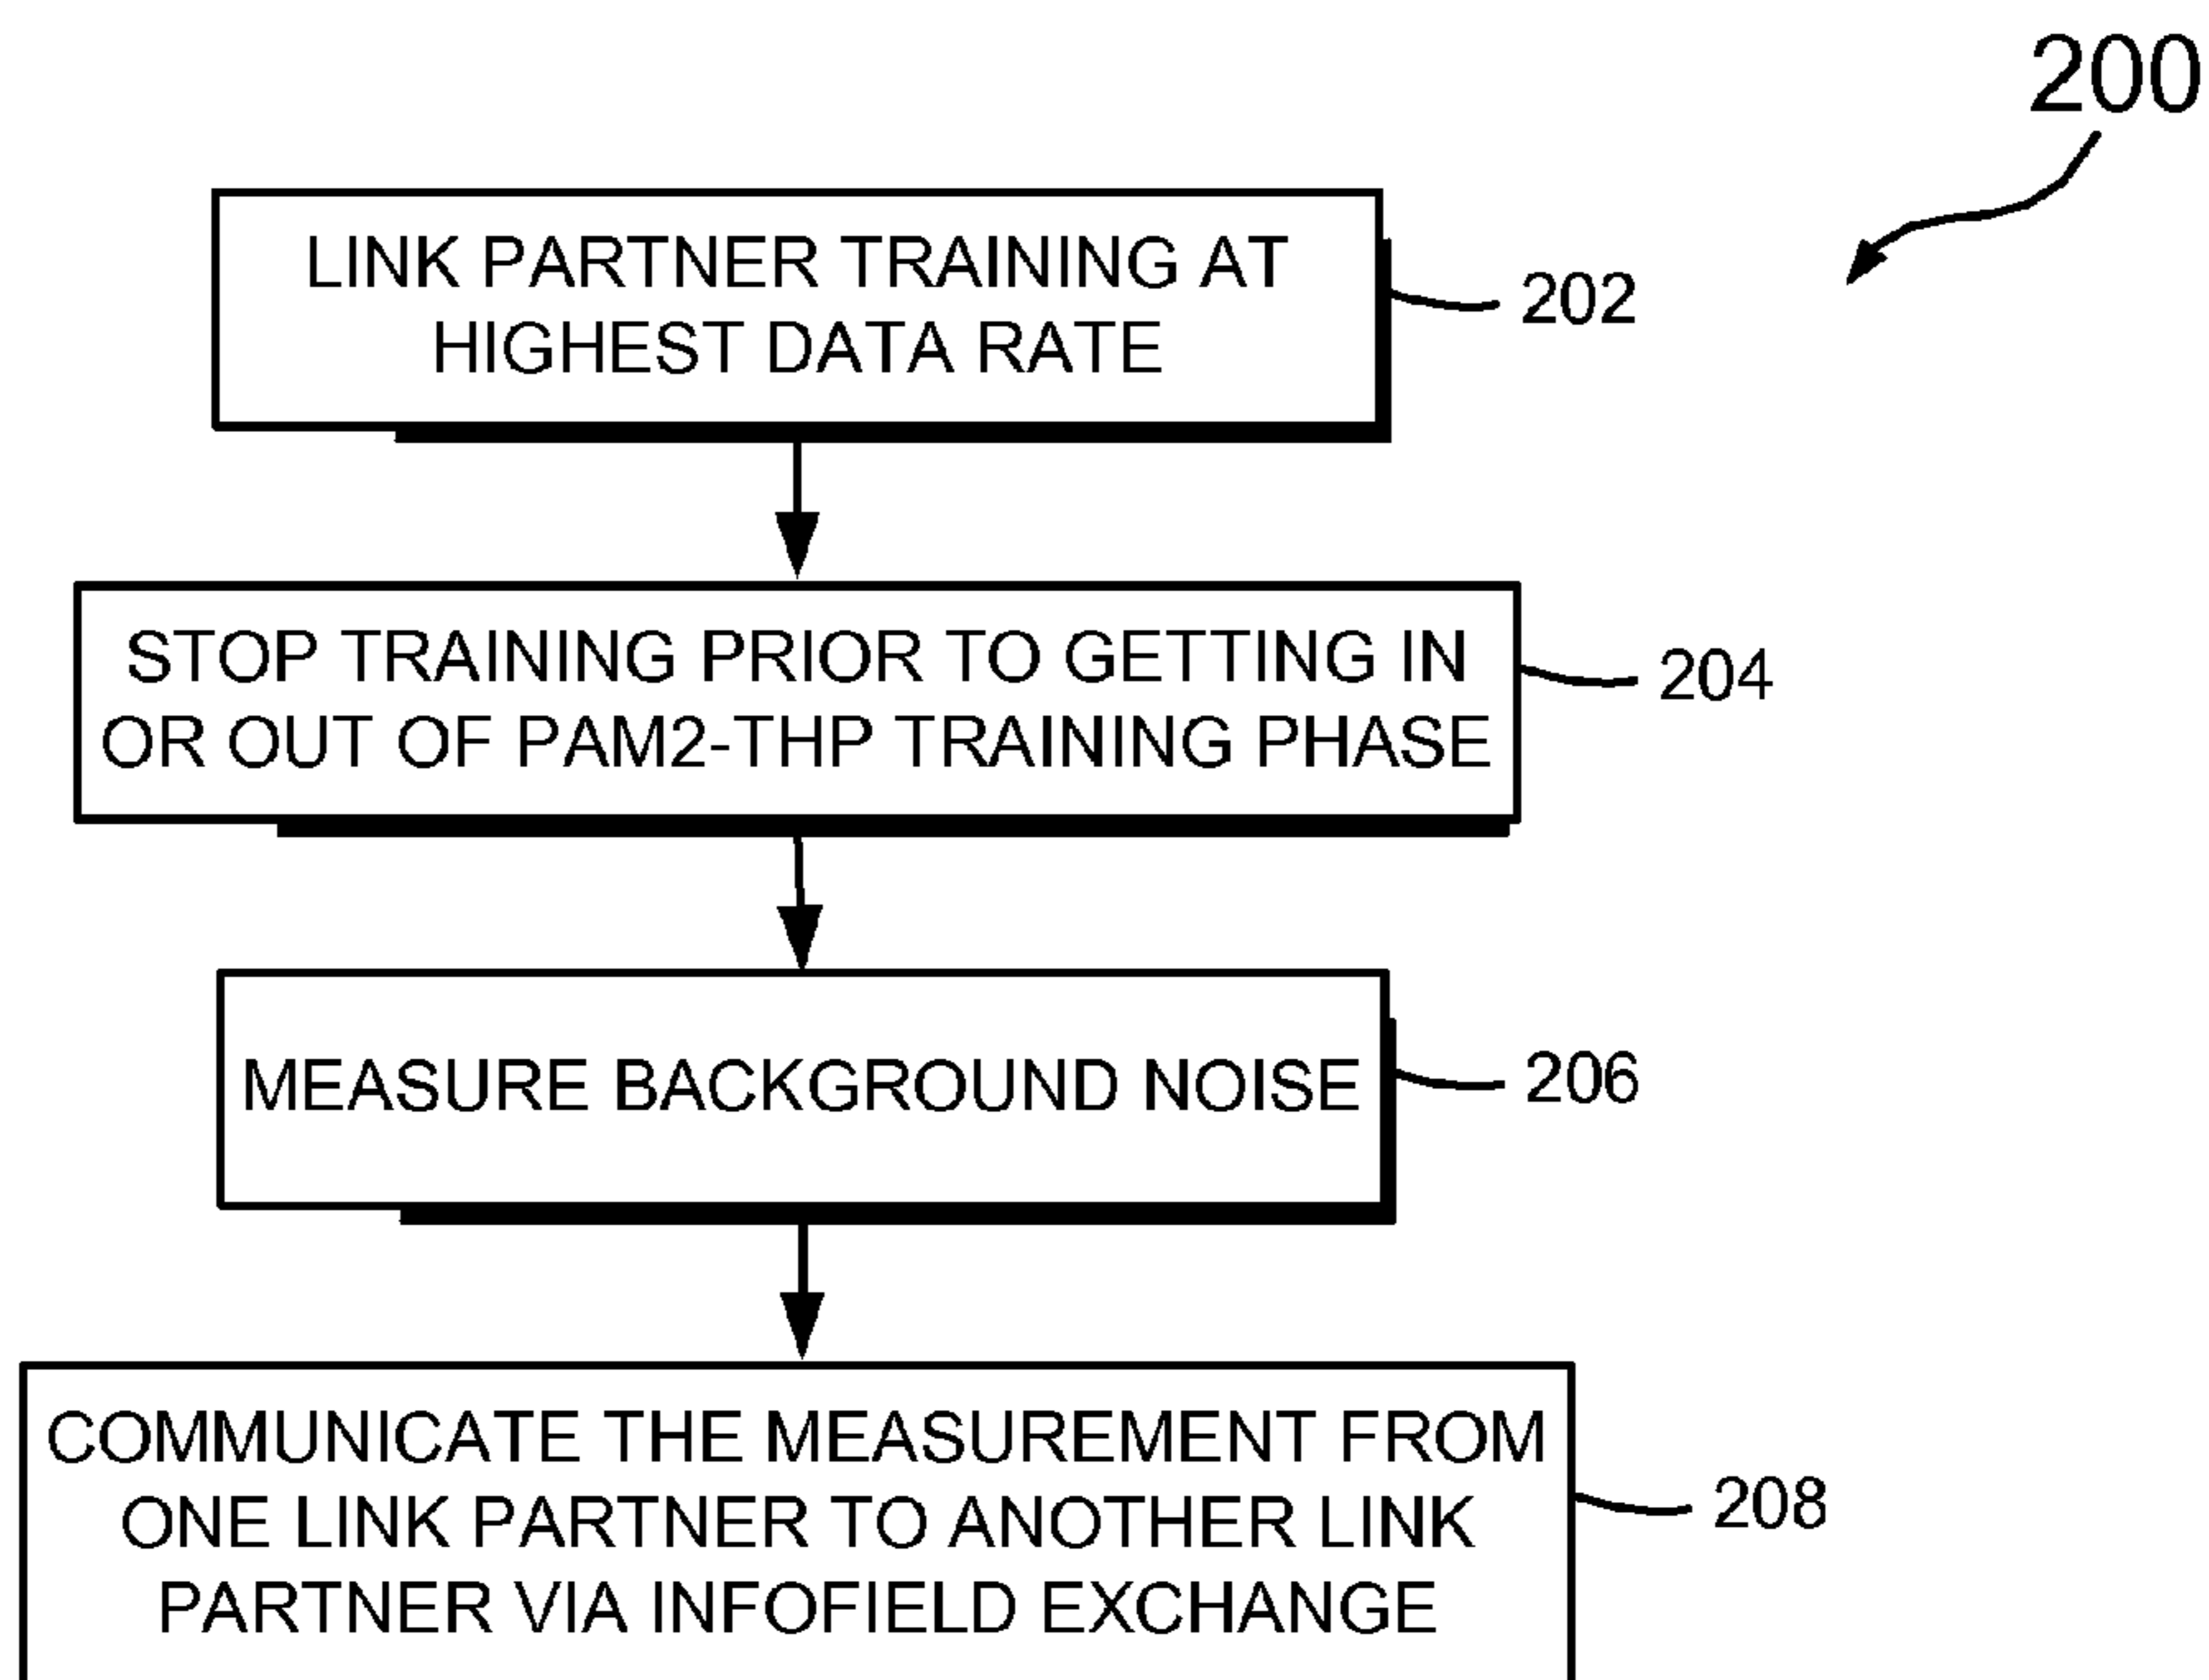 200
LINK PARTNER TRAINING AT
HIGHEST DATA RATE
202
STOP TRAINING PRIOR TO GETTING IN
OR OUT OF PAM2-THP TRAINING PHASE
204
MEASURE BACKGROUND NOISE
206
COMMUNICATE THE MEASUREMENT FROM
ONE LINK PARTNER TO ANOTHER LINK
PARTNER VIA INFOFIELD EXCHANGE
208